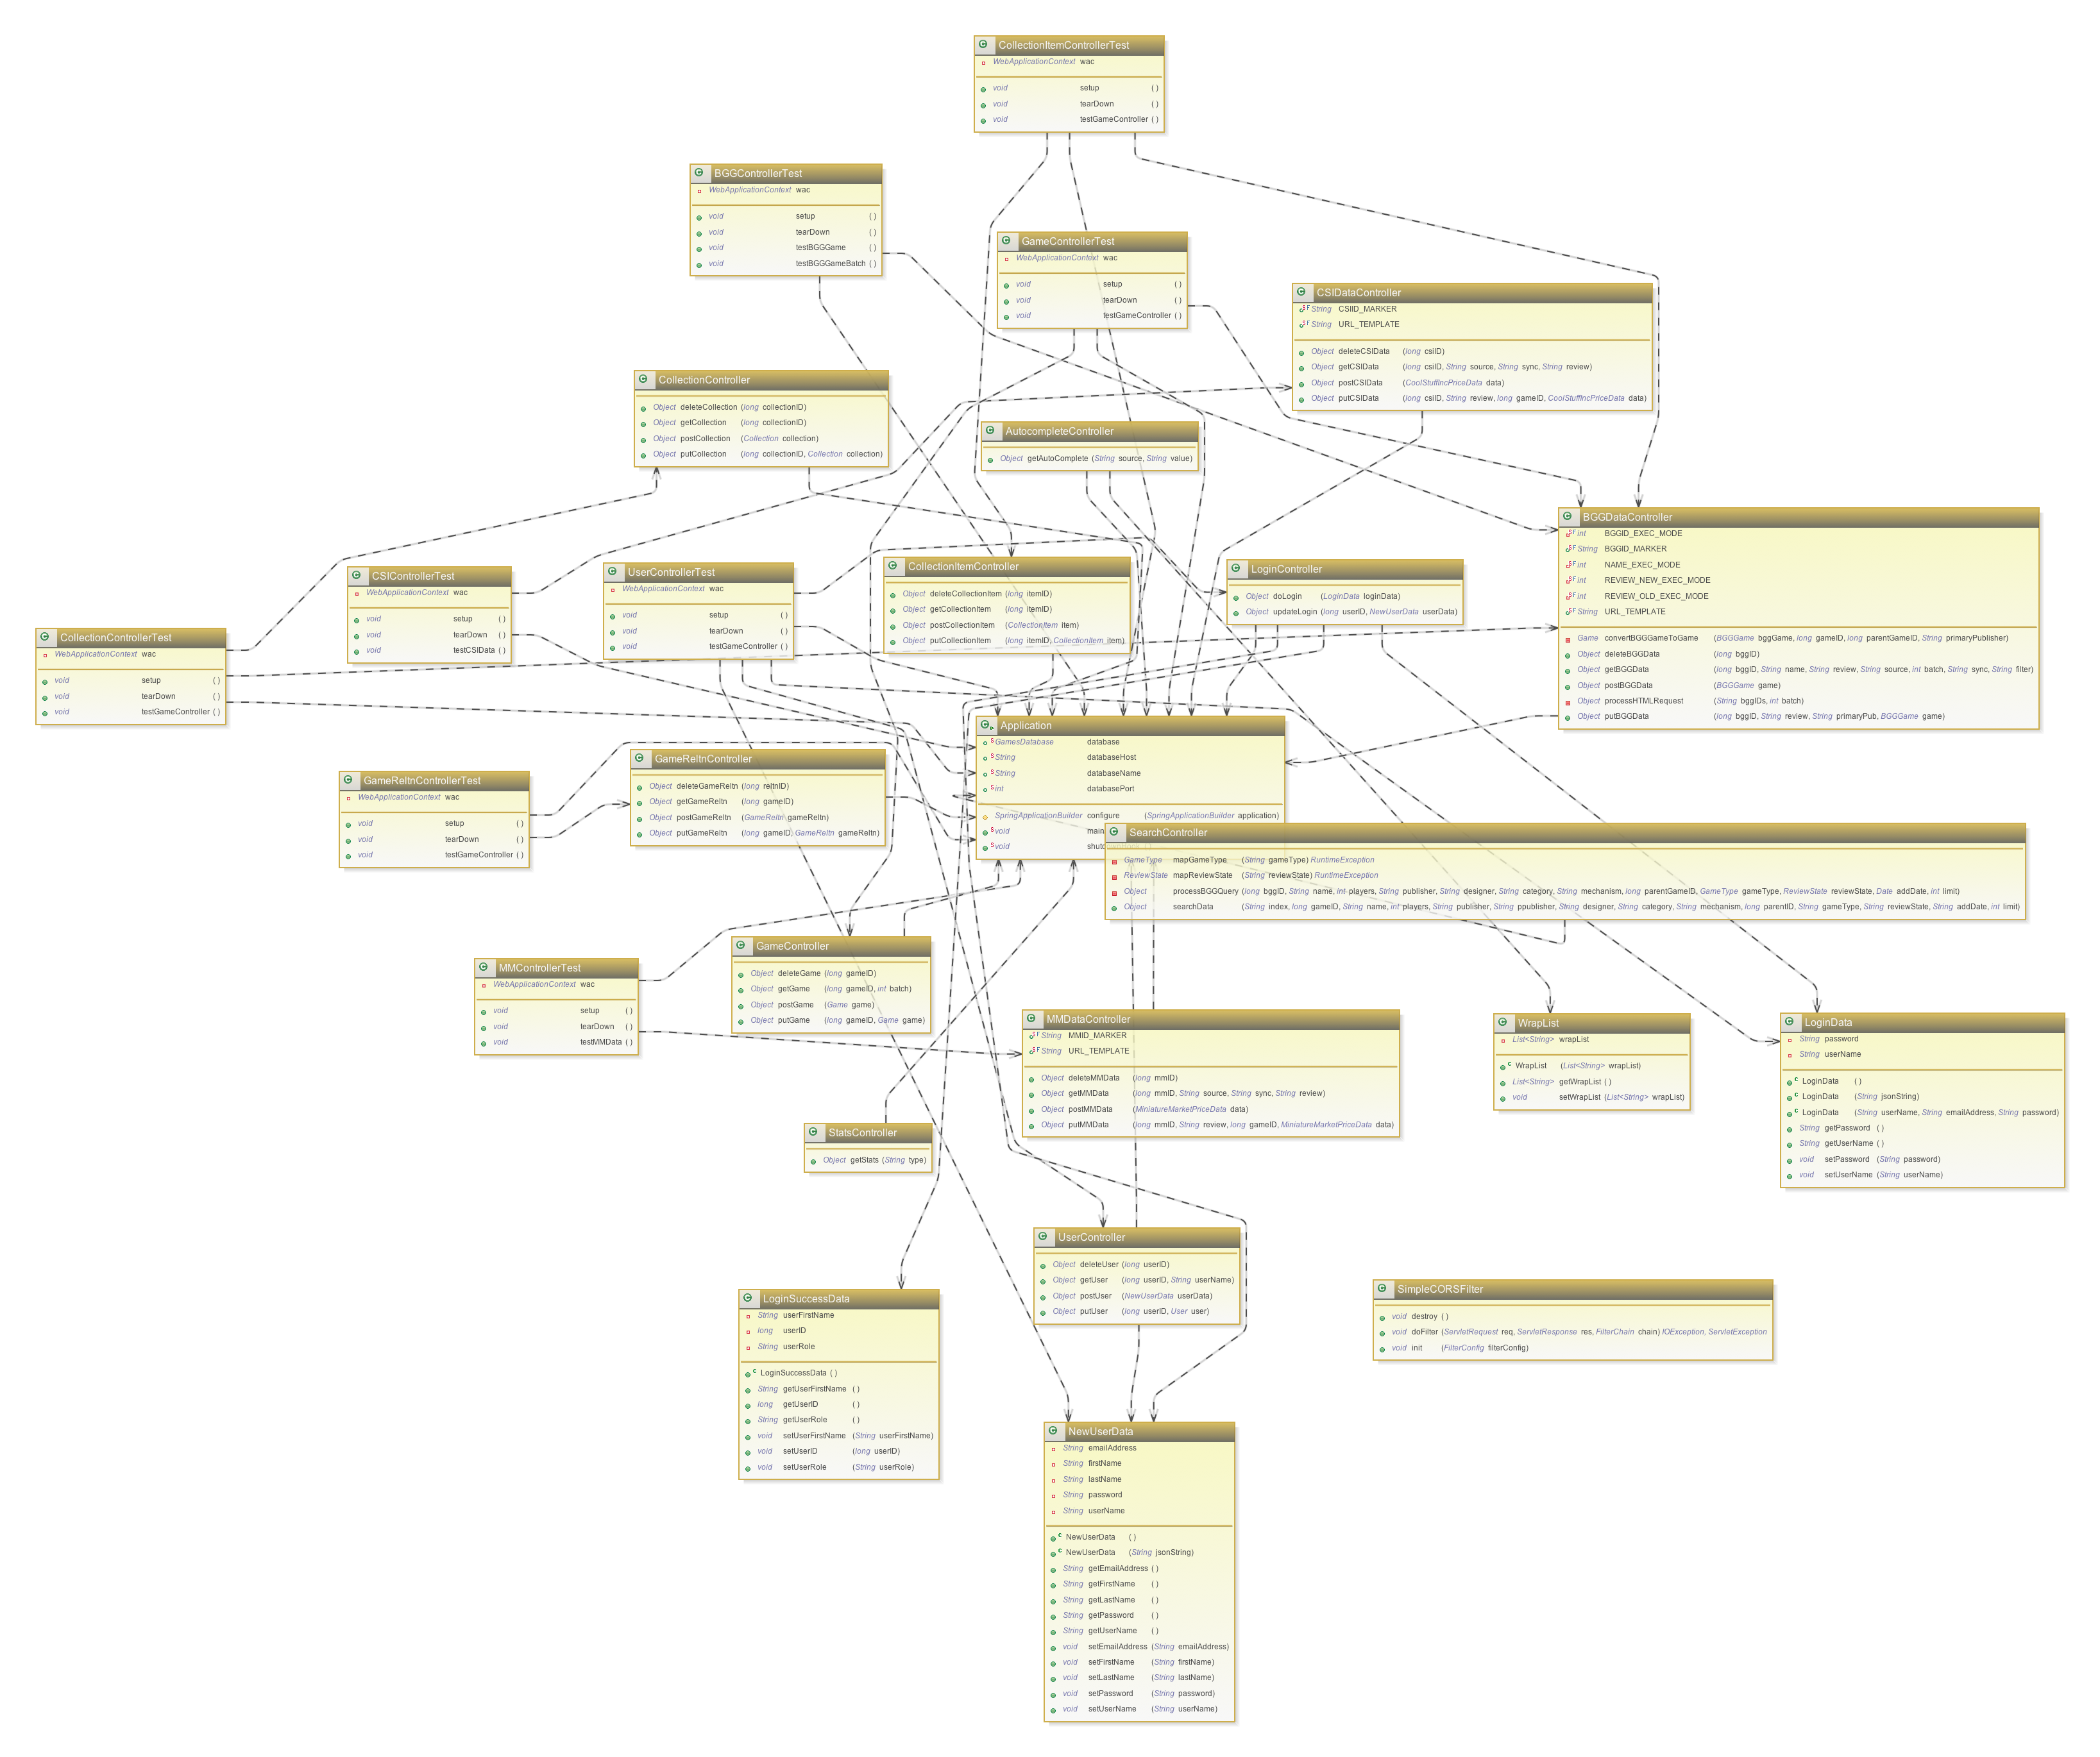 CollectionItemControllerTest
WebApplicationContext wac
void setup ( )
void tearDown ( )
void testGameController ( )
BGGControllerTest
WebApplicationContext wac
void setup ( )
void tearDown ( )
void testBGGGame ( )
void testBGGGameBatch ( )
GameControllerTest
WebApplicationContext wac
void setup ( )
void tearDown ( )
void testGameController ( )
CSIDataController
String CSIID_MARKER
String URL_TEMPLATE
Object deleteCSIData (long csiID)
Object getCSIData (long csiID, String source, String sync, String review)
Object postCSIData (CoolStuffIncPriceData data)
Object putCSIData (long csiID, String review, long gameID, CoolStuffIncPriceData data)
CollectionController
Object deleteCollection (long collectionID)
Object getCollection (long collectionID)
Object postCollection (Collection collection)
Object putCollection (long collectionID, Collection collection)
AutocompleteController
Object getAutoComplete (String source, String value)
BGGDataController
int BGGID_EXEC_MODE
String BGGID_MARKER
int NAME_EXEC_MODE
int REVIEW_NEW_EXEC_MODE
int REVIEW_OLD_EXEC_MODE
String URL_TEMPLATE
Game convertBGGGameToGame (BGGGame bggGame, long gameID, long parentGameID, String primaryPublisher)
Object deleteBGGData (long bggID)
Object getBGGData (long bggID, String name, String review, String source, int batch, String sync, String filter)
Object postBGGData (BGGGame game)
Object processHTMLRequest (String bggIDs, int batch)
Object putBGGData (long bggID, String review, String primaryPub, BGGGame game)
CSIControllerTest
WebApplicationContext wac
void setup ( )
void tearDown ( )
void testCSIData ( )
UserControllerTest
WebApplicationContext wac
void setup ( )
void tearDown ( )
void testGameController ( )
CollectionItemController
Object deleteCollectionItem (long itemID)
Object getCollectionItem (long itemID)
Object postCollectionItem (CollectionItem item)
Object putCollectionItem (long itemID, CollectionItem item)
LoginController
Object doLogin (LoginData loginData)
Object updateLogin (long userID, NewUserData userData)
CollectionControllerTest
WebApplicationContext wac
void setup ( )
void tearDown ( )
void testGameController ( )
Application
GamesDatabase database
String databaseHost
String databaseName
int databasePort
SpringApplicationBuilder configure (SpringApplicationBuilder application)
void main
void
GameReltnController
Object deleteGameReltn (long reltnID)
Object getGameReltn (long gameID)
Object postGameReltn (GameReltn gameReltn)
Object putGameReltn (long gameID, GameReltn gameReltn)
GameReltnControllerTest
WebApplicationContext wac
void setup ( )
void tearDown ( )
void testGameController ( )
SearchController
GameType mapGameType (String gameType) RuntimeException
ReviewState mapReviewState (String reviewState) RuntimeException
Object processBGGQuery (long bggID, String name, int players, String publisher, String designer, String category, String mechanism, long parentGameID, GameType gameType, ReviewState reviewState, Date addDate, int limit)
Object searchData (String index, long gameID, String name, int players, String publisher, String ppublisher, String designer, String category, String mechanism, long parentID, String gameType, String reviewState, String addDate, int limit)
GameController
Object deleteGame (long gameID)
Object getGame (long gameID, int batch)
Object postGame (Game game)
Object putGame (long gameID, Game game)
MMControllerTest
WebApplicationContext wac
void setup ( )
void tearDown ( )
void testMMData ( )
MMDataController
String MMID_MARKER
String URL_TEMPLATE
Object deleteMMData (long mmID)
Object getMMData (long mmID, String source, String sync, String review)
Object postMMData (MiniatureMarketPriceData data)
Object putMMData (long mmID, String review, long gameID, MiniatureMarketPriceData data)
WrapList
List<String> wrapList
WrapList (List<String> wrapList)
List<String> getWrapList ( )
void setWrapList (List<String> wrapList)
LoginData
String password
String userName
LoginData ( )
LoginData (String jsonString)
LoginData (String userName, String emailAddress, String password)
String getPassword ( )
String getUserName ( )
void setPassword (String password)
void setUserName (String userName)
StatsController
Object getStats (String type)
UserController
Object deleteUser (long userID)
Object getUser (long userID, String userName)
Object postUser (NewUserData userData)
Object putUser (long userID, User user)
SimpleCORSFilter
void destroy ( )
void doFilter (ServletRequest req, ServletResponse res, FilterChain chain) IOException, ServletException
void init (FilterConfig filterConfig)
LoginSuccessData
String userFirstName
long userID
String userRole
LoginSuccessData ( )
String getUserFirstName ( )
long getUserID ( )
String getUserRole ( )
void setUserFirstName (String userFirstName)
void setUserID (long userID)
void setUserRole (String userRole)
NewUserData
String emailAddress
String firstName
String lastName
String password
String userName
NewUserData ( )
NewUserData (String jsonString)
String getEmailAddress ( )
String getFirstName ( )
String getLastName ( )
String getPassword ( )
String getUserName ( )
void setEmailAddress (String emailAddress)
void setFirstName (String firstName)
void setLastName (String lastName)
void setPassword (String password)
void setUserName (String userName)